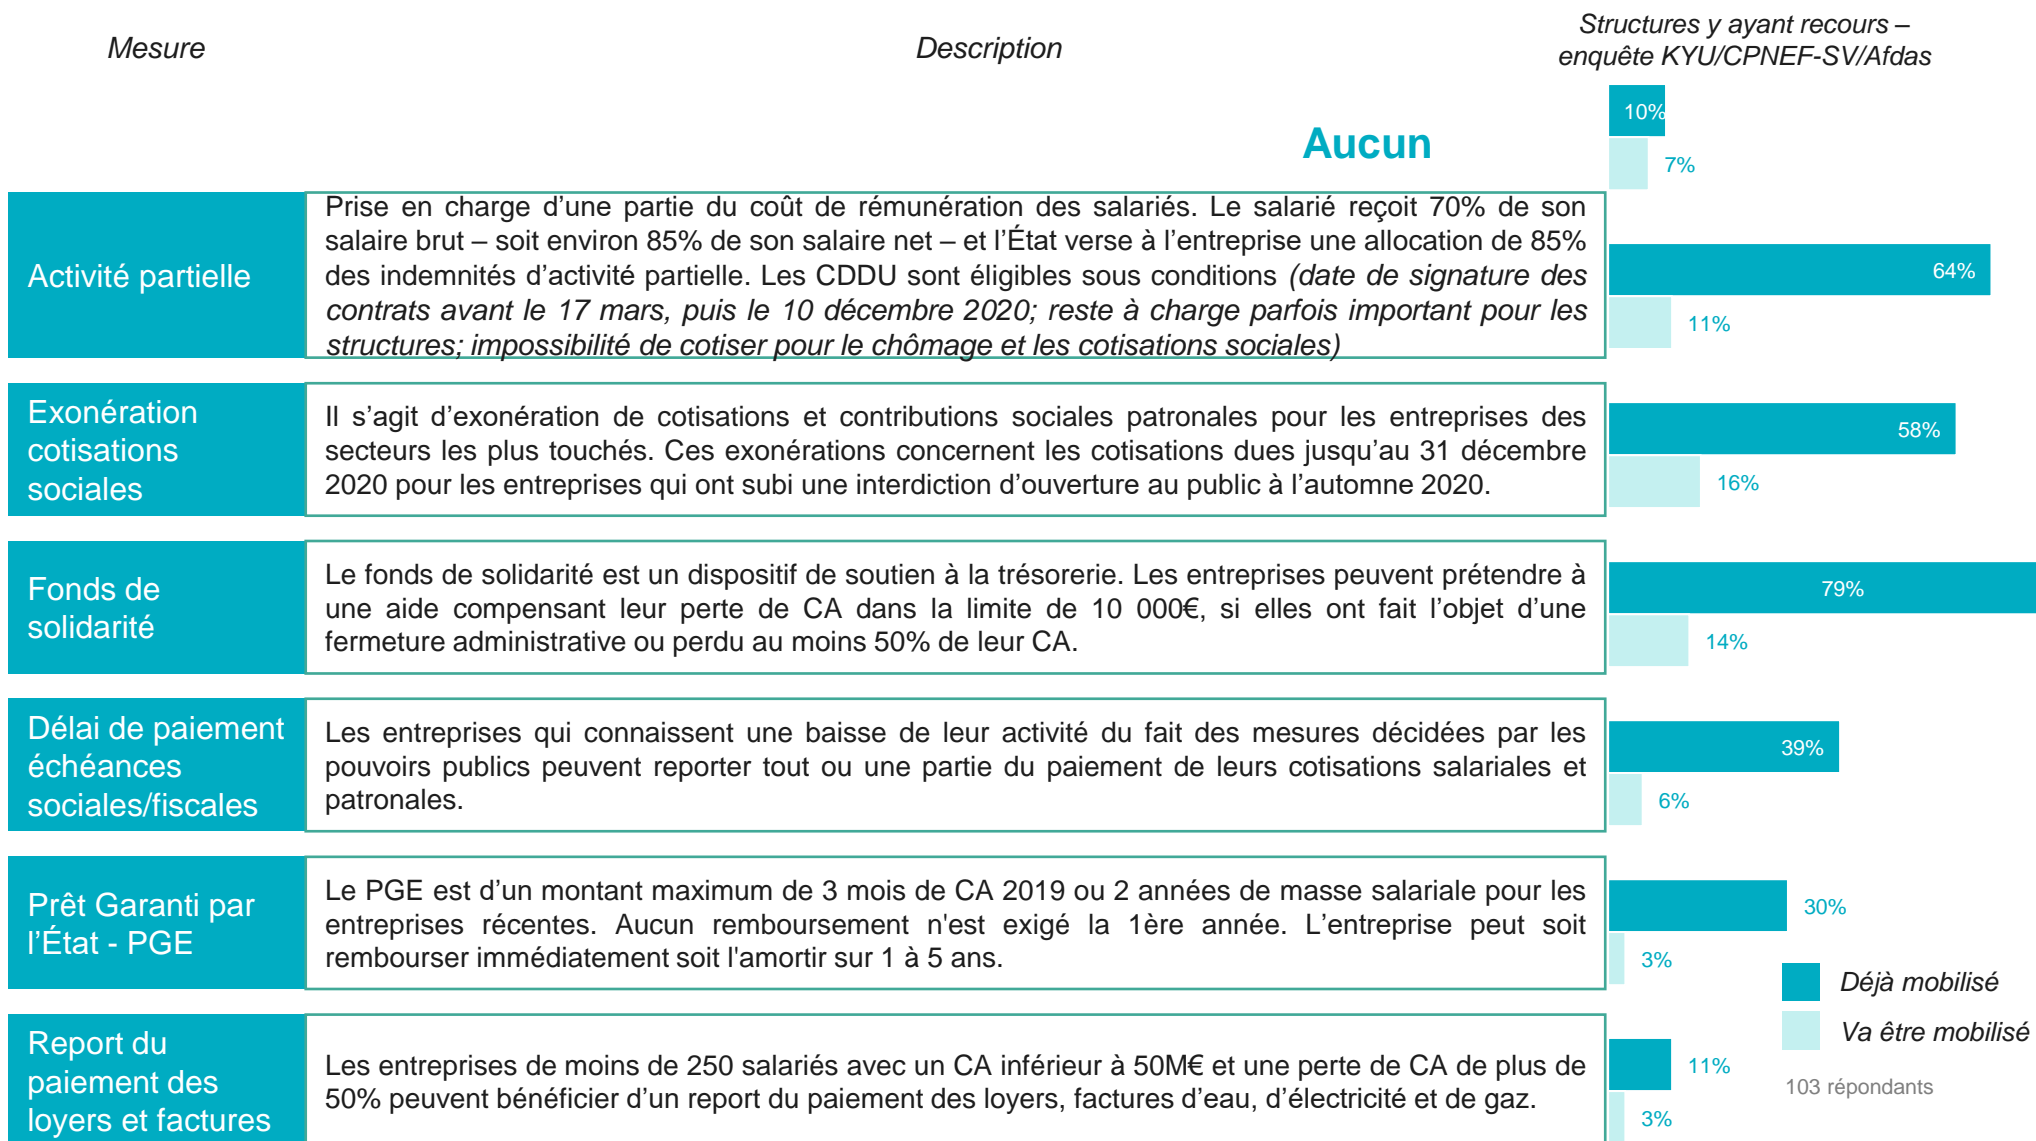 Mesure
Description
Structures y ayant recours –
enquête KYU/CPNEF-SV/Afdas
Aucun
10%
7%
Activité partielle
Prise en charge d’une partie du coût de rémunération des salariés. Le salarié reçoit 70% de son
salaire brut – soit environ 85% de son salaire net – et l’État verse à l’entreprise une allocation de 85%
des indemnités d’activité partielle. Les CDDU sont éligibles sous conditions (date de signature des
contrats avant le 17 mars, puis le 10 décembre 2020; reste à charge parfois important pour les
structures; impossibilité de cotiser pour le chômage et les cotisations sociales)
64%
11%
Exonération
cotisations
sociales
Il s’agit d’exonération de cotisations et contributions sociales patronales pour les entreprises des
secteurs les plus touchés. Ces exonérations concernent les cotisations dues jusqu’au 31 décembre
2020 pour les entreprises qui ont subi une interdiction d’ouverture au public à l’automne 2020.
58%
16%
Fonds de
solidarité
Le fonds de solidarité est un dispositif de soutien à la trésorerie. Les entreprises peuvent prétendre à
une aide compensant leur perte de CA dans la limite de 10 000€, si elles ont fait l’objet d’une
fermeture administrative ou perdu au moins 50% de leur CA.
79%
14%
Délai de paiement
échéances
sociales/fiscales
Les entreprises qui connaissent une baisse de leur activité du fait des mesures décidées par les
pouvoirs publics peuvent reporter tout ou une partie du paiement de leurs cotisations salariales et
patronales.
39%
6%
Prêt Garanti par
l’État - PGE
Le PGE est d’un montant maximum de 3 mois de CA 2019 ou 2 années de masse salariale pour les
entreprises récentes. Aucun remboursement n'est exigé la 1ère année. L’entreprise peut soit
rembourser immédiatement soit l'amortir sur 1 à 5 ans.
30%
3%
Déjà mobilisé
Va être mobilisé
103 répondants
Report du
paiement des
loyers et factures
Les entreprises de moins de 250 salariés avec un CA inférieur à 50M€ et une perte de CA de plus de
50% peuvent bénéficier d’un report du paiement des loyers, factures d’eau, d’électricité et de gaz.
11%
3%